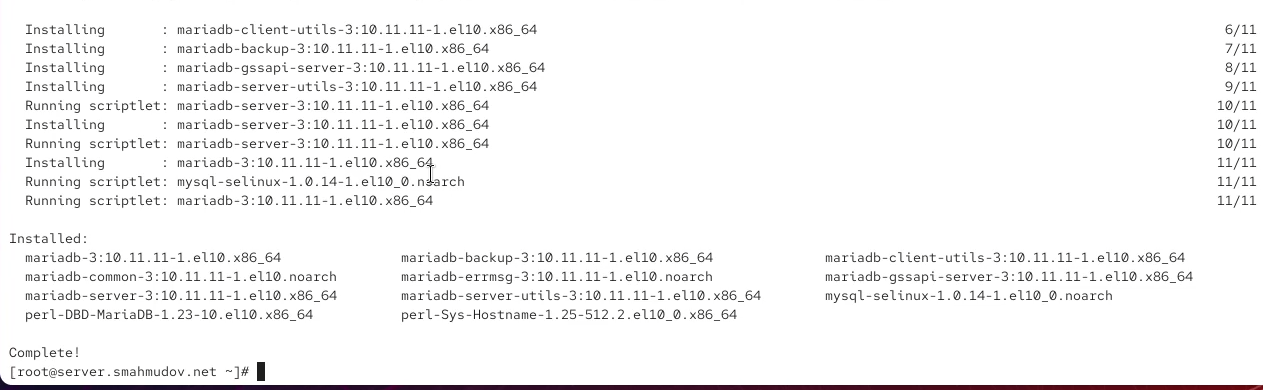 Installing       : mariadb-client-utils-3:10.11.11-1.el10.x86_64 6/11
Installing       : mariadb-backup-3:10.11.11-1.el10.x86_64 7/11
Installing       : mariadb-gssapi-server-3:10.11.11-1.el10.x86_64 8/11
Installing       : mariadb-server-utils-3:10.11.11-1.el10.x86_64 9/11
Running scriptlet: mariadb-server-3:10.11.11-1.el10.x86_64 10/11
Installing       : mariadb-server-3:10.11.11-1.el10.x86_64 10/11
Running scriptlet: mariadb-server-3:10.11.11-1.el10.x86_64 10/11
Installing       : mariadb-3:10.11.11-1.el10.x86_64 11/11
Running scriptlet: mysql-selinux-1.0.14-1.el10_0.noarch 11/11
Running scriptlet: mariadb-3:10.11.11-1.el10.x86_64 11/11
Installed:
mariadb-3:10.11.11-1.el10.x86_64 mariadb-backup-3:10.11.11-1.el10.x86_64 mariadb-client-utils-3:10.11.11-1.el10.x86_64
mariadb-common-3:10.11.11-1.el10.noarch mariadb-errmsg-3:10.11.11-1.el10.noarch mariadb-gssapi-server-3:10.11.11-1.el10.x86_64
mariadb-server-3:10.11.11-1.el10.x86_64 mariadb-server-utils-3:10.11.11-1.el10.x86_64 mysql-selinux-1.0.14-1.el10_0.noarch
perl-DBD-MariaDB-1.23-10.el10.x86_64 perl-Sys-Hostname-1.25-512.2.el10_0.x86_64
Complete!
[root@server.smahmudov.net ~]#